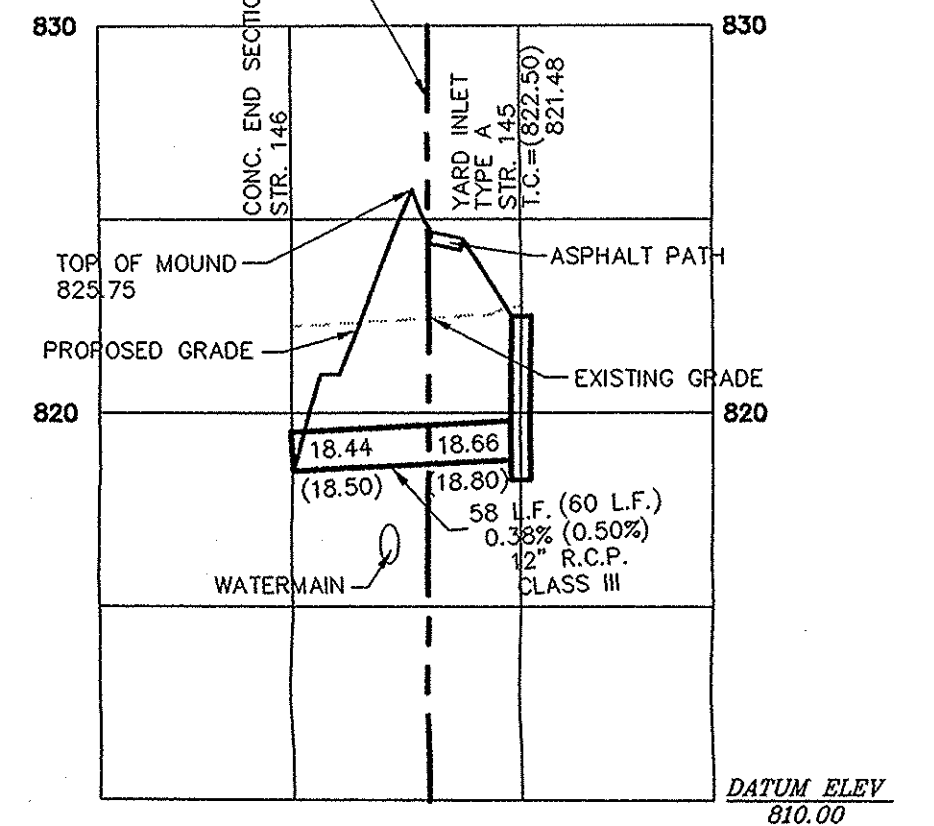 830
830
CONC. END SECTIO
STR. 146
YARD INLET
TYPE A
STR. 145
T.C.=(822.50)
821.48
TOP OF MOUND
825.75
ASPHALT PATH
PROPOSED GRADE
EXISTING GRADE
820
820
18.44
18.66
(18.50)
(18.80)
58 L.F. (60 L.F.)
0.38% (0.50%)
12" R.C.P.
CLASS III
WATERMAIN
DATUM ELEV
810.00